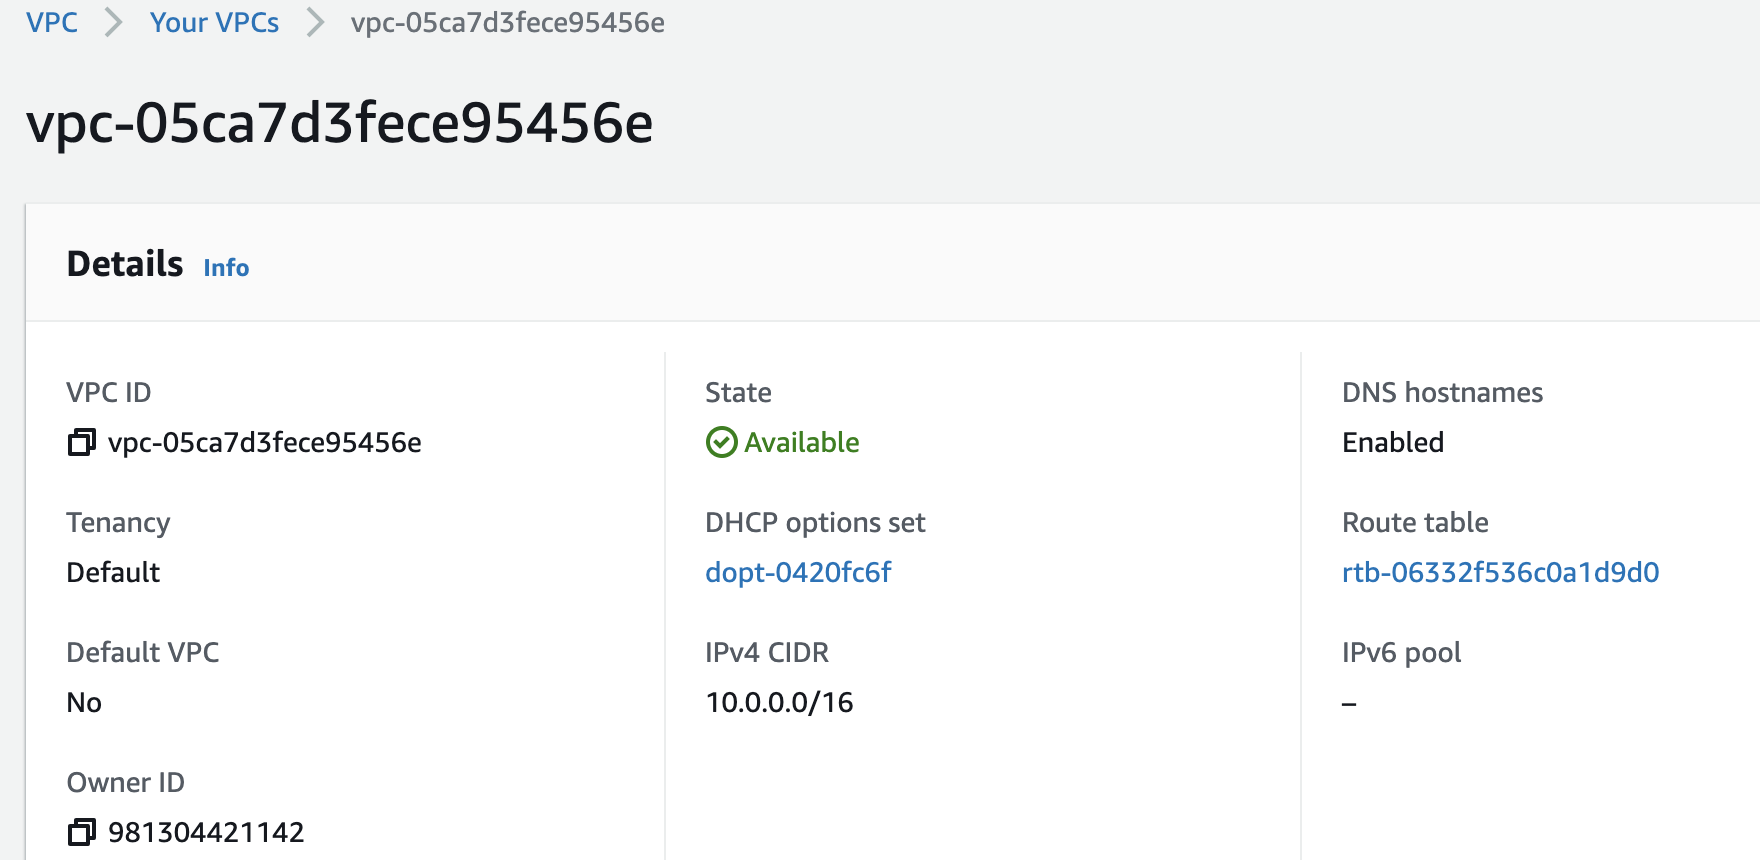 VPC > Your VPCs > vpc-05ca7d3fece95456e
vpc-05ca7d3fece95456e
Details Info
VPC ID
vpc-05ca7d3fece95456e
State
Available
DNS hostnames
Enabled
Tenancy
Default
DHCP options set
dopt-0420fc6f
Route table
rtb-06332f536c0a1d9d0
Default VPC
No
IPv4 CIDR
10.0.0.0/16
IPv6 pool
–
Owner ID
981304421142